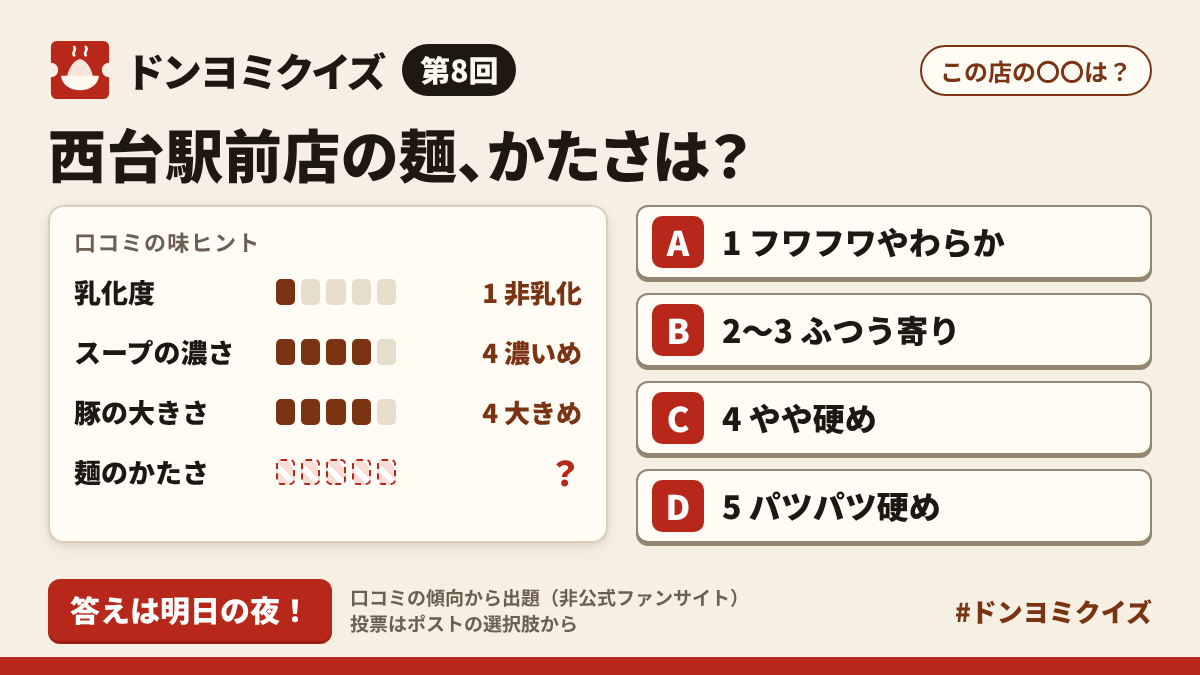 ドンヨミクイズ 第8回
この店の〇〇は？
西台駅前店の麺、かたさは？
口コミの味ヒント
乳化度 1 非乳化
スープの濃さ 4 濃いめ
豚の大きさ 4 大きめ
麺のかたさ ？
A 1 フワフワやわらか
B 2〜3 ふつう寄り
C 4 やや硬め
D 5 パツパツ硬め
答えは明日の夜！
口コミの傾向から出題（非公式ファンサイト）
投票はポストの選択肢から
#ドンヨミクイズ